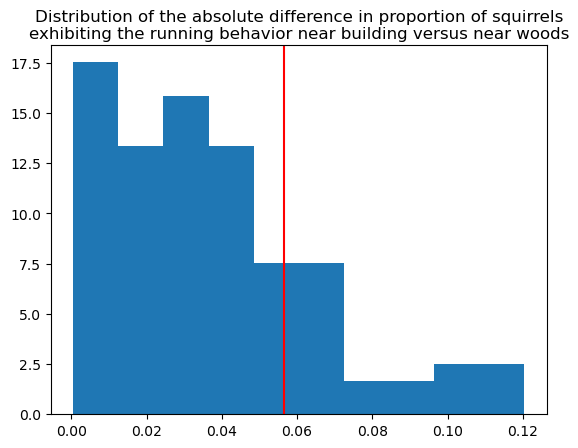 Distribution of the absolute difference in proportion of squirrels
exhibiting the running behavior near building versus near woods
17.5
15.0
12.5
10.0
7.5
5.0
2.5
0.0
0.00 0.02 0.04 0.06 0.08 0.10 0.12